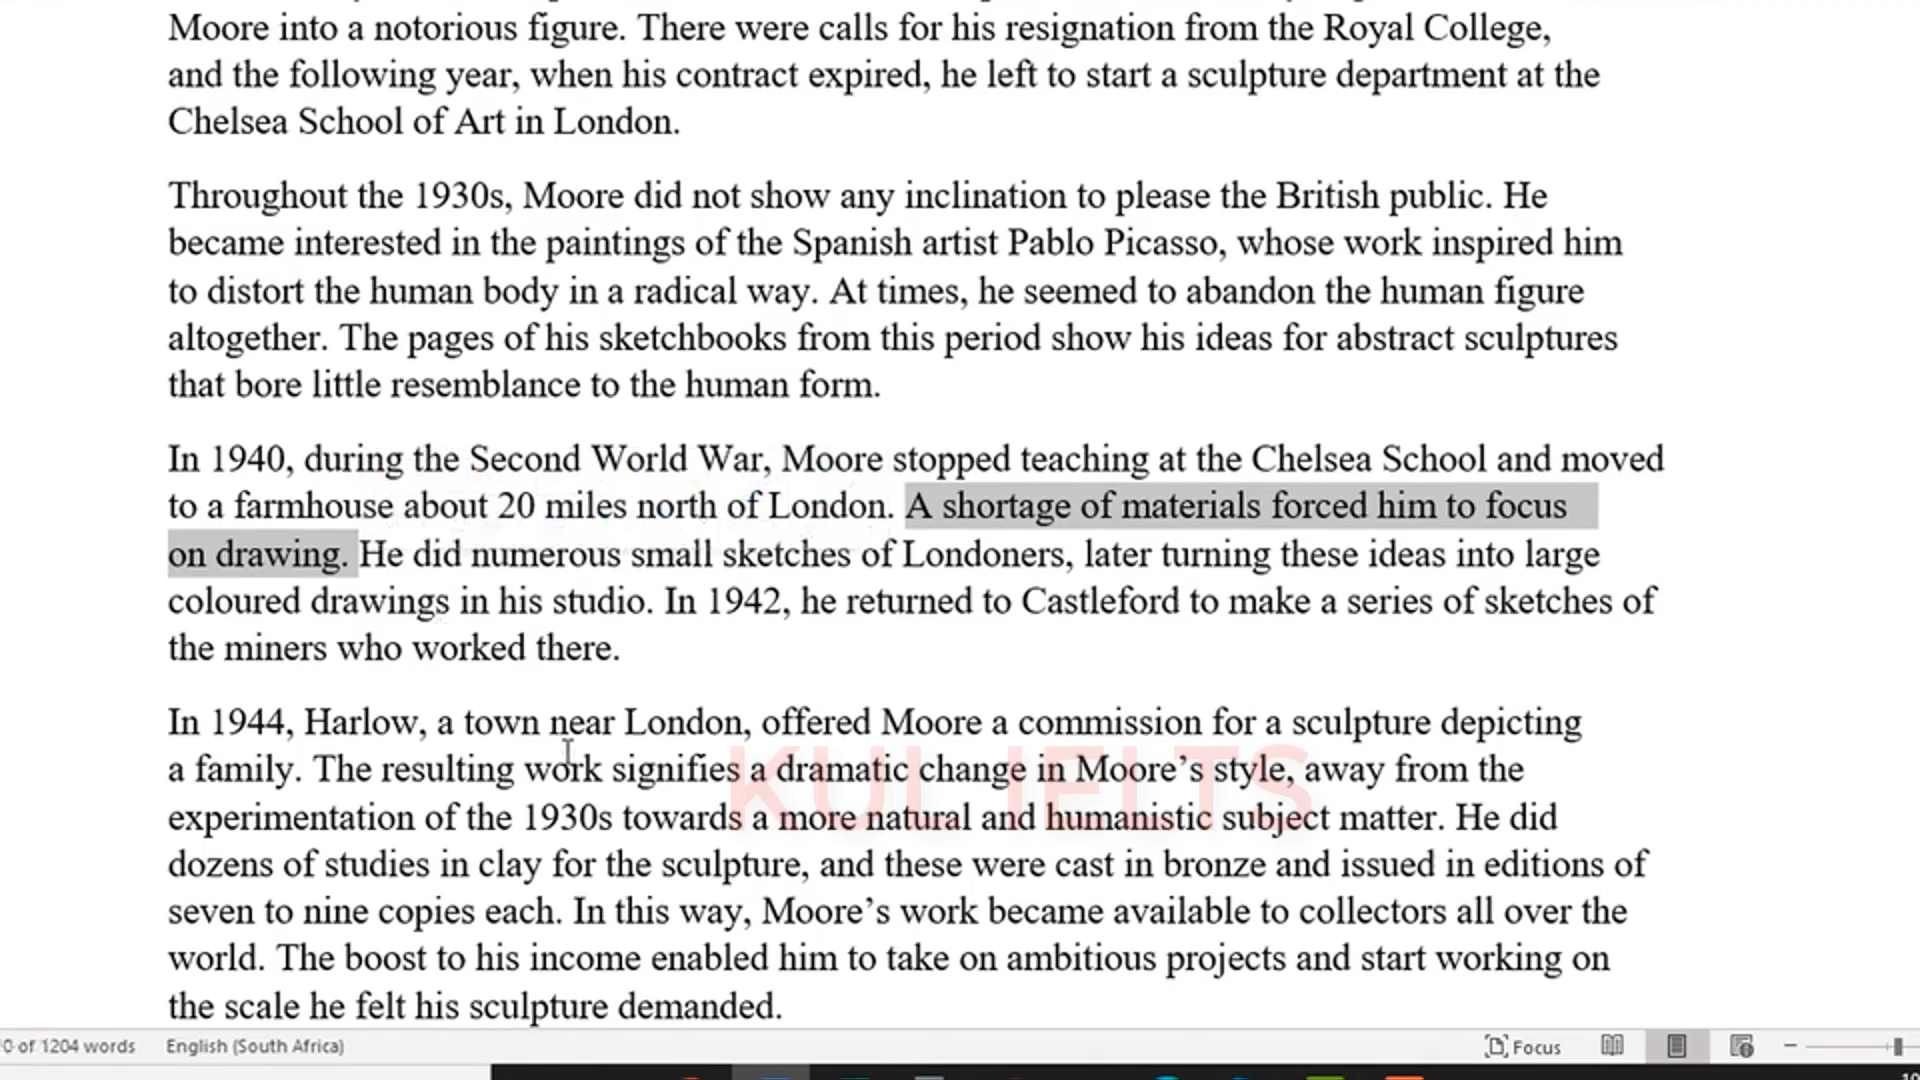 Moore into a notorious figure. There were calls for his resignation from the Royal College,
and the following year, when his contract expired, he left to start a sculpture department at the
Chelsea School of Art in London.
Throughout the 1930s, Moore did not show any inclination to please the British public. He
became interested in the paintings of the Spanish artist Pablo Picasso, whose work inspired him
to distort the human body in a radical way. At times, he seemed to abandon the human figure
altogether. The pages of his sketchbooks from this period show his ideas for abstract sculptures
that bore little resemblance to the human form.
In 1940, during the Second World War, Moore stopped teaching at the Chelsea School and moved
to a farmhouse about 20 miles north of London. A shortage of materials forced him to focus
on drawing. He did numerous small sketches of Londoners, later turning these ideas into large
coloured drawings in his studio. In 1942, he returned to Castleford to make a series of sketches of
the miners who worked there.
In 1944, Harlow, a town near London, offered Moore a commission for a sculpture depicting
a family. The resulting work signifies a dramatic change in Moore’s style, away from the
experimentation of the 1930s towards a more natural and humanistic subject matter. He did
dozens of studies in clay for the sculpture, and these were cast in bronze and issued in editions of
seven to nine copies each. In this way, Moore’s work became available to collectors all over the
world. The boost to his income enabled him to take on ambitious projects and start working on
the scale he felt his sculpture demanded.
KUL IELTS
0 of 1204 words English (South Africa) Focus